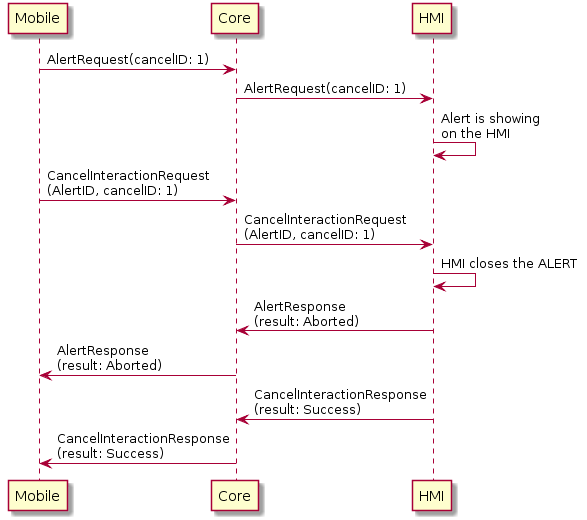 Mobile
Core
HMI
AlertRequest(cancelID: 1)
AlertRequest(cancelID: 1)
Alert is showing
on the HMI
CancelInteractionRequest
(AlertID, cancelID: 1)
CancelInteractionRequest
(AlertID, cancelID: 1)
HMI closes the ALERT
AlertResponse
(result: Aborted)
AlertResponse
(result: Aborted)
CancelInteractionResponse
(result: Success)
CancelInteractionResponse
(result: Success)
Mobile
Core
HMI